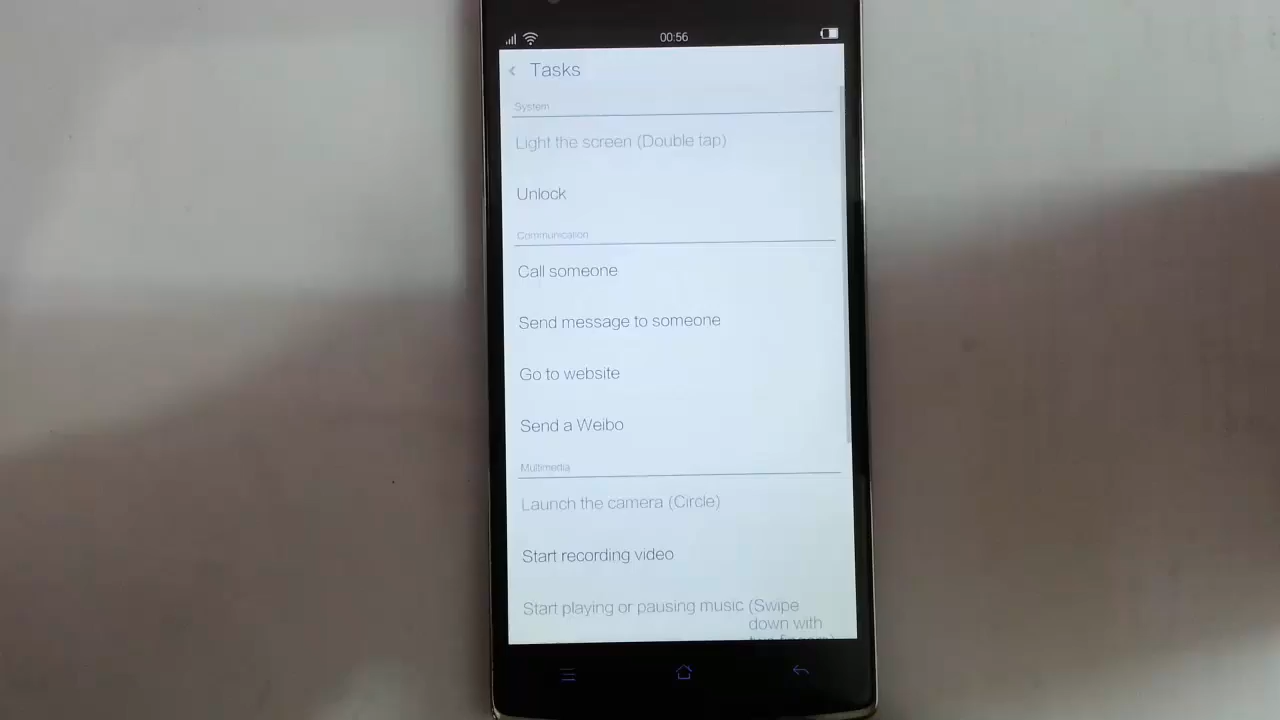 00:56
Tasks
System
Light the screen (Double tap)
Unlock
Communication
Call someone
Send message to someone
Go to website
Send a Weibo
Multimedia
Launch the camera (Circle)
Start recording video
Start playing or pausing music (Swipe
down with
two fingers)